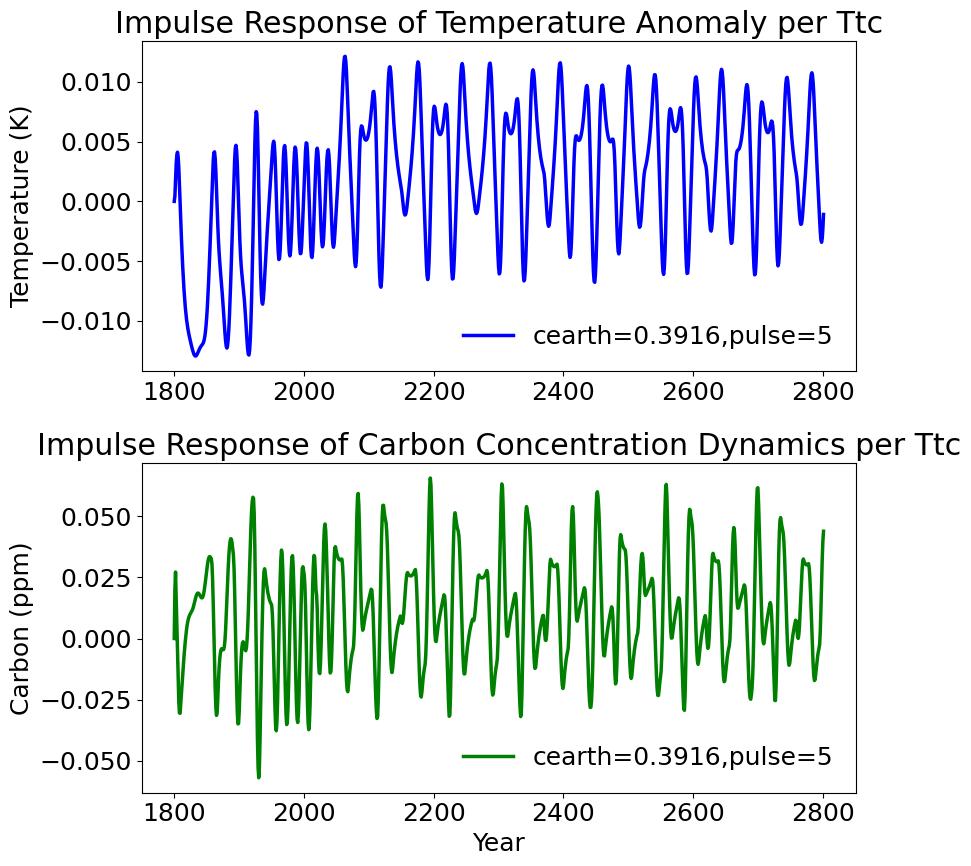 Impulse Response of Temperature Anomaly per Ttc
0.010
0.005
0.000
−0.005
−0.010
Temperature (K)
cearth=0.3916,pulse=5
1800 2000 2200 2400 2600 2800
Impulse Response of Carbon Concentration Dynamics per Ttc
0.050
0.025
0.000
−0.025
−0.050
Carbon (ppm)
cearth=0.3916,pulse=5
1800 2000 2200 2400 2600 2800
Year